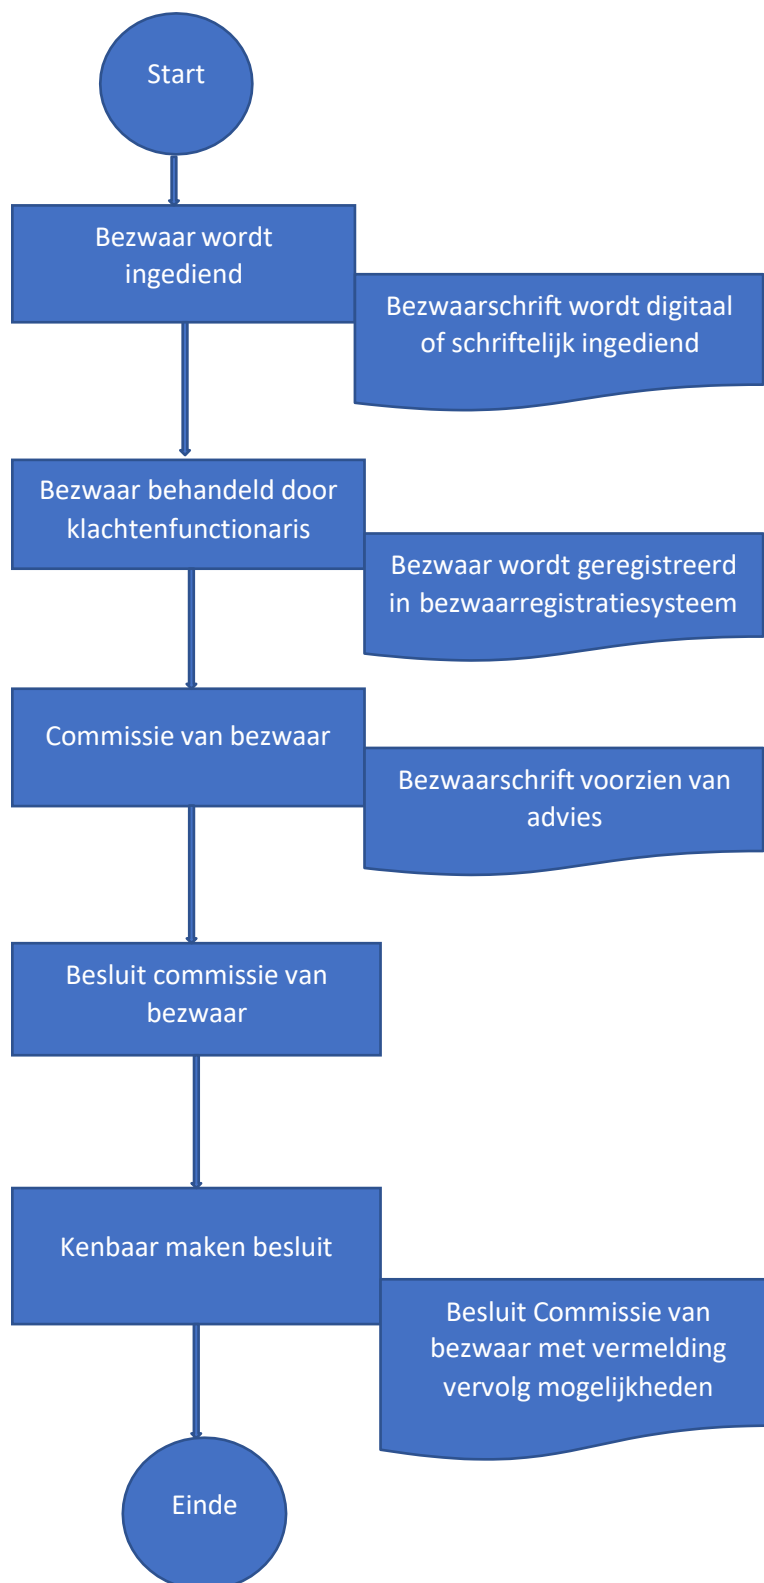 Start
Bezwaar wordt
ingediend
Bezwaarschrift wordt digitaal
of schriftelijk ingediend
Bezwaar behandeld door
klachtenfunctionaris
Bezwaar wordt geregistreerd
in bezwaarregistratiesysteem
Commissie van bezwaar
Bezwaarschrift voorzien van
advies
Besluit commissie van
bezwaar
Kenbaar maken besluit
Besluit Commissie van
bezwaar met vermelding
vervolg mogelijkheden
Einde